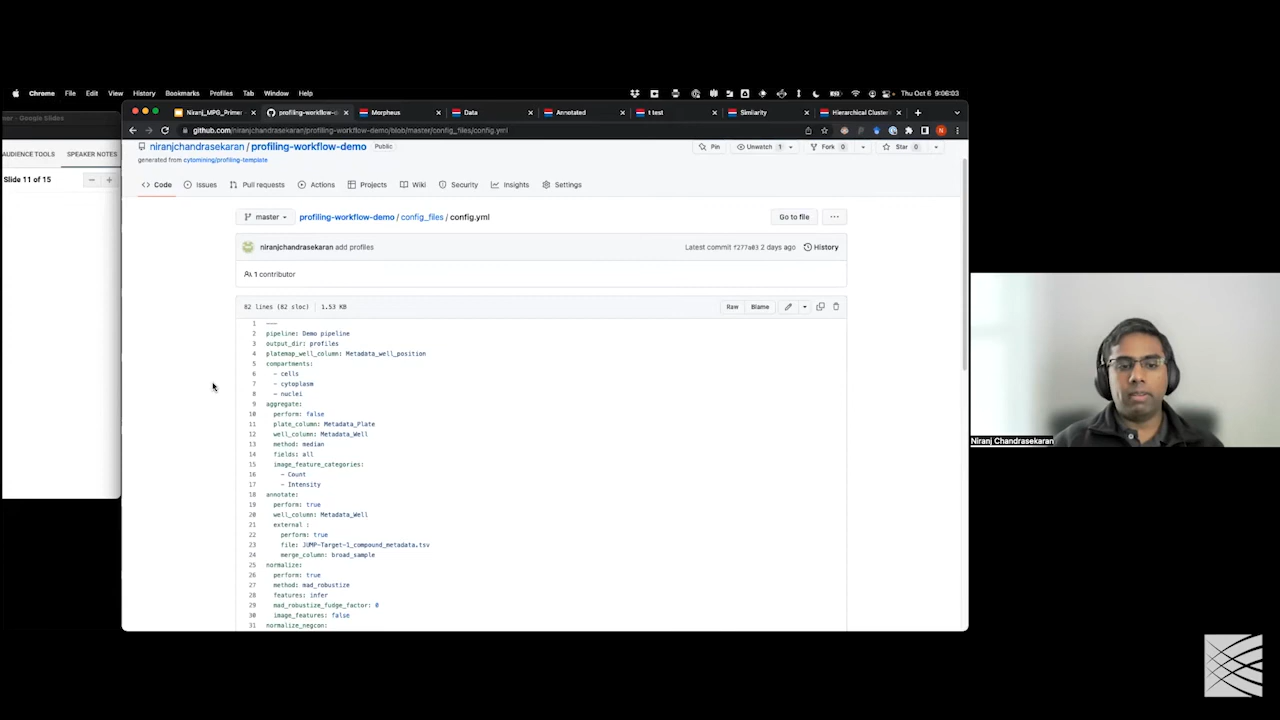 Chrome File Edit View History Bookmarks Profiles Tab Window Help Thu Oct 6 9:06:03
Google Slides
Niranj_MPG_Primer profiling-workflow-d Morpheus Data Annotated t test Similarity Hierarchical Cluster
github.com/niranjchandrasekaran/profiling-workflow-demo/blob/master/config_files/config.yml
AUDIENCE TOOLS SPEAKER NOTES
Slide 11 of 15
niranjchandrasekaran / profiling-workflow-demo Public Pin Unwatch 1 Fork 0 Star 0
generated from cytomining/profiling-template
Code Issues Pull requests Actions Projects Wiki Security Insights Settings
master profiling-workflow-demo / config_files / config.yml Go to file ...
niranjchandrasekaran add profiles Latest commit f277a03 2 days ago History
1 contributor
82 lines (82 sloc) 1.53 KB Raw Blame
1 ---
2 pipeline: Demo pipeline
3 output_dir: profiles
4 platemap_well_column: Metadata_well_position
5 compartments:
6 - cells
7 - cytoplasm
8 - nuclei
9 aggregate:
10 perform: false
11 plate_column: Metadata_Plate
12 well_column: Metadata_Well
13 method: median
14 fields: all
15 image_feature_categories:
16 - Count
17 - Intensity
18 annotate:
19 perform: true
20 well_column: Metadata_Well
21 external :
22 perform: true
23 file: JUMP-Target-1_compound_metadata.tsv
24 merge_column: broad_sample
25 normalize:
26 perform: true
27 method: mad_robustize
28 features: infer
29 mad_robustize_fudge_factor: 0
30 image_features: false
31 normalize_negcon:
Niranj Chandrasekaran